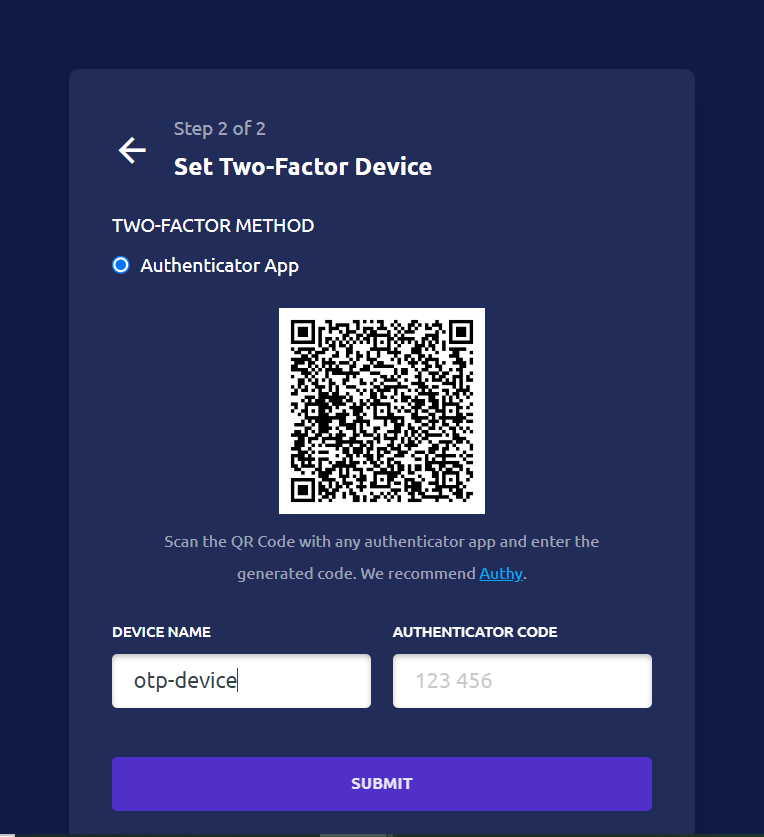 Step 2 of 2
Set Two-Factor Device
TWO-FACTOR METHOD
Authenticator App
Scan the QR Code with any authenticator app and enter the
generated code. We recommend Authy.
DEVICE NAME
AUTHENTICATOR CODE
otp-device
123 456
SUBMIT